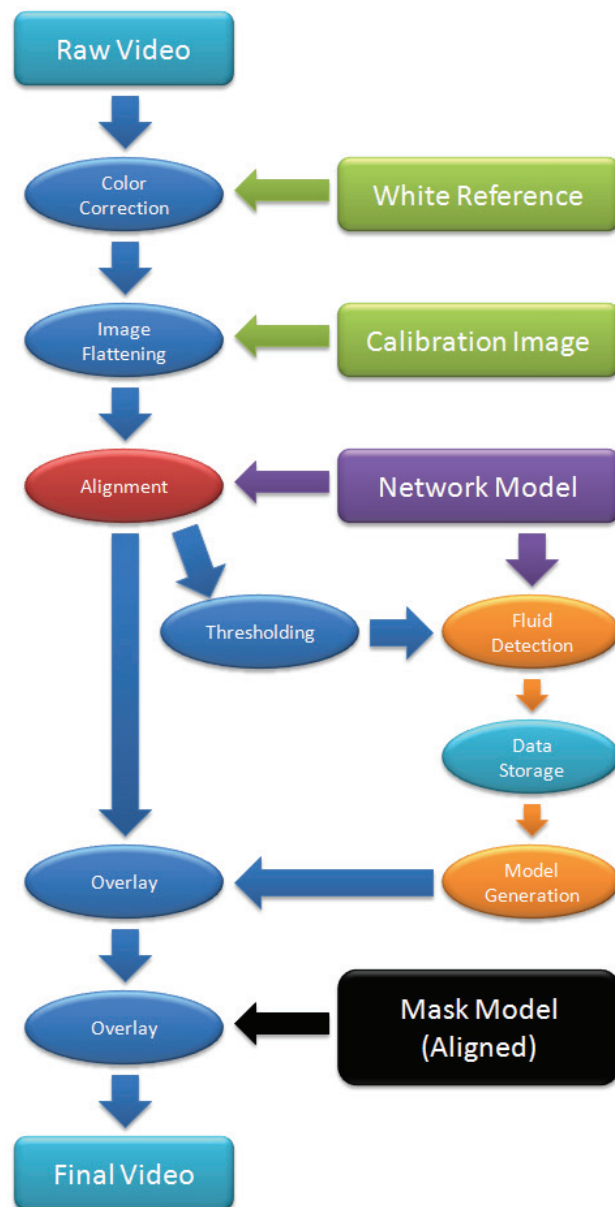 Raw Video
Color
Correction
White Reference
Image
Flattening
Calibration Image
Alignment
Network Model
Thresholding
Fluid
Detection
Data
Storage
Overlay
Model
Generation
Overlay
Mask Model
(Aligned)
Final Video